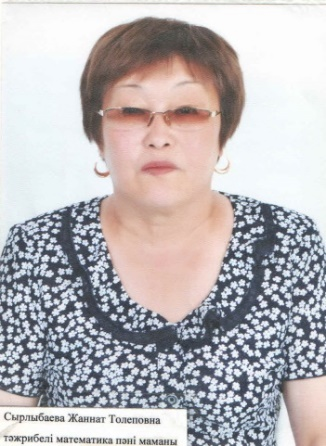 Сырлыбаева Жаннат Толеповна
тәжрибелі математика пәні маманы